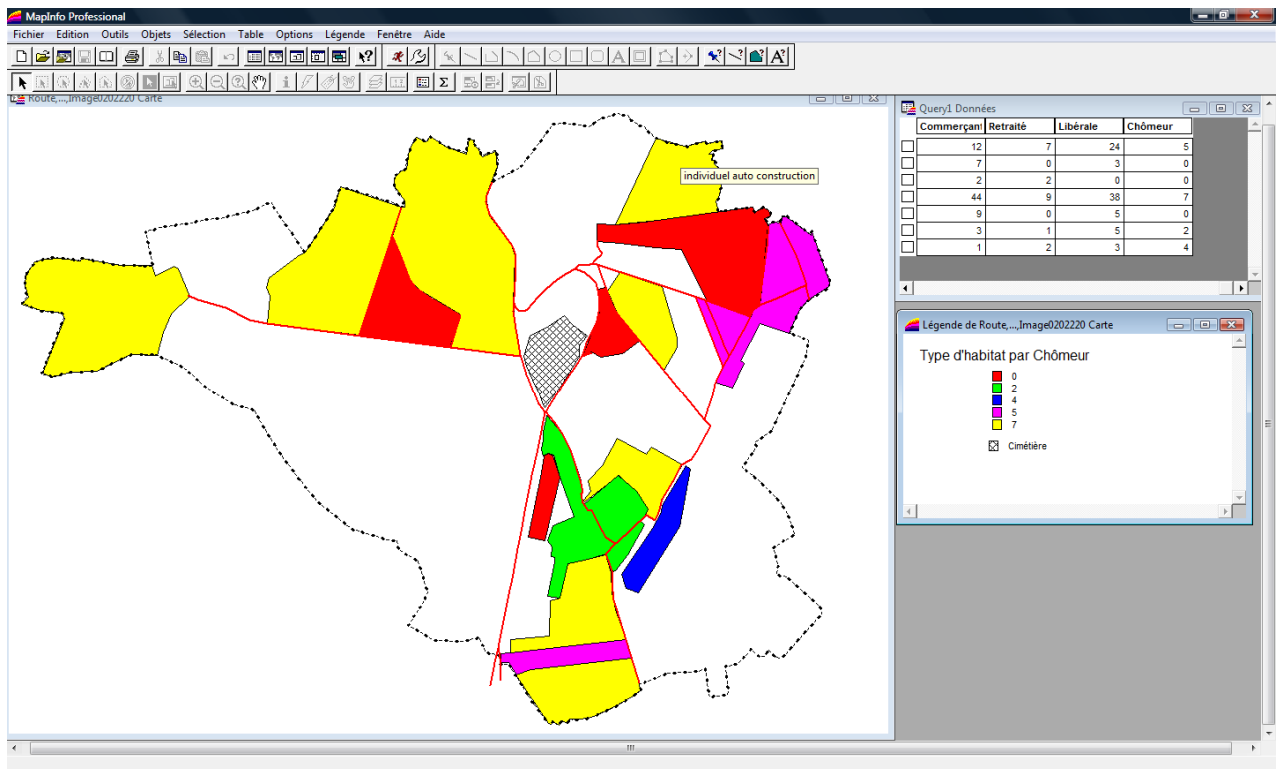 MapInfo Professional
Fichier Edition Outils Objets Sélection Table Options Légende Fenêtre Aide
Route,...,Image0202220 Carte
individuel auto construction
Query1 Données
Commerçant Retraité Libérale Chômeur
12 7 24 5
7 0 3 0
2 2 0 0
44 9 38 7
9 0 5 0
3 1 5 2
1 2 3 4
Légende de Route,...,Image0202220 Carte
Type d'habitat par Chômeur
0
2
4
5
7
Cimétière